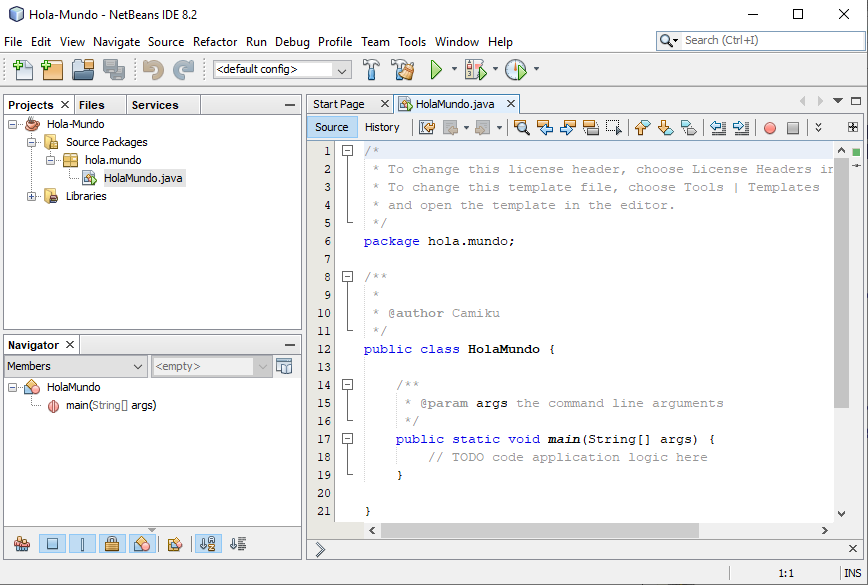 Hola-Mundo - NetBeans IDE 8.2
File Edit View Navigate Source Refactor Run Debug Profile Team Tools Window Help
Search (Ctrl+I)
<default config>
Projects Files Services
Hola-Mundo
Source Packages
hola.mundo
HolaMundo.java
Libraries
Navigator
Members <empty>
HolaMundo
main(String[] args)
Start Page HolaMundo.java
Source History
1 /*
2 * To change this license header, choose License Headers in
3 * To change this template file, choose Tools | Templates
4 * and open the template in the editor.
5 */
6 package hola.mundo;
7
8 /**
9 *
10 * @author Camiku
11 */
12 public class HolaMundo {
13
14 /**
15 * @param args the command line arguments
16 */
17 public static void main(String[] args) {
18 // TODO code application logic here
19 }
20
21 }
1:1 INS